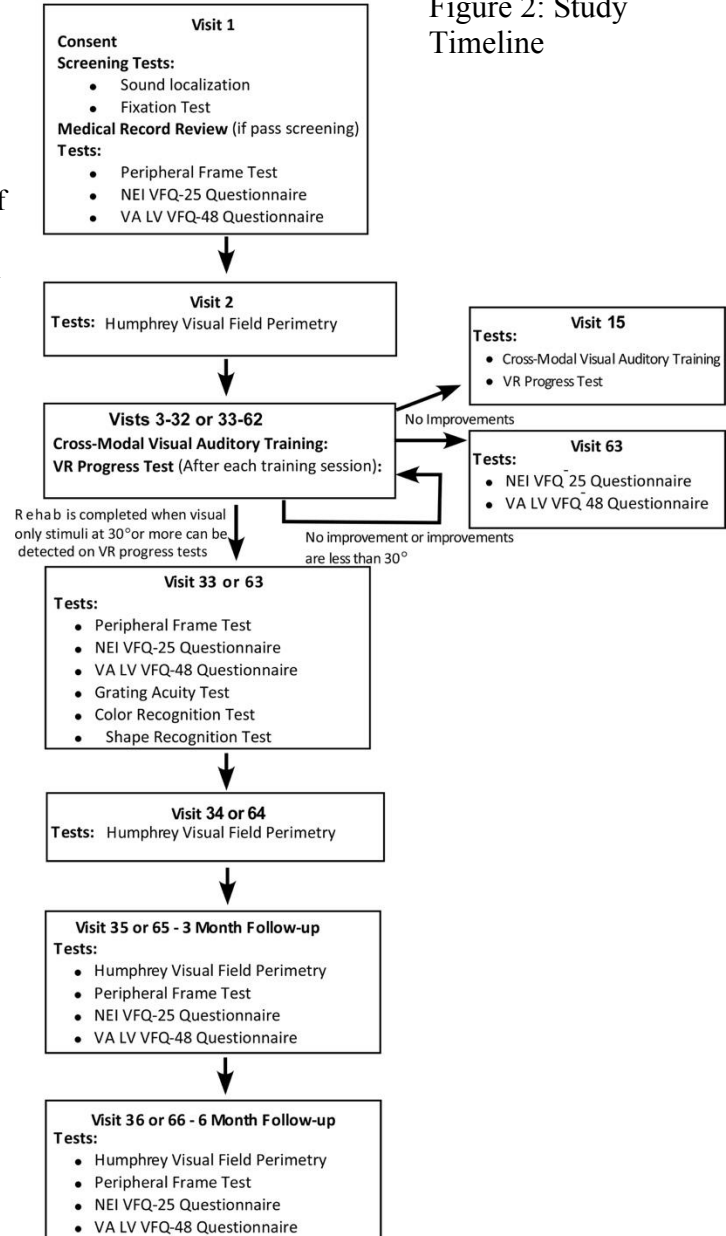 Figure 2: Study
Timeline
f
Visit 1
Consent
Screening Tests:
• Sound localization
• Fixation Test
Medical Record Review (if pass screening)
Tests:
• Peripheral Frame Test
• NEI VFQ-25 Questionnaire
• VA LV VFQ-48 Questionnaire
Visit 2
Tests: Humphrey Visual Field Perimetry
Vists 3-32 or 33-62
Cross-Modal Visual Auditory Training:
VR Progress Test (After each training session):
No Improvements
Visit 15
Tests:
• Cross-Modal Visual Auditory Training
• VR Progress Test
Visit 63
Tests:
• NEI VFQ-25 Questionnaire
• VA LV VFQ-48 Questionnaire
Rehab is completed when visual
only stimuli at 30° or more can be
detected on VR progress tests
No improvement or improvements
are less than 30°
Visit 33 or 63
Tests:
• Peripheral Frame Test
• NEI VFQ-25 Questionnaire
• VA LV VFQ-48 Questionnaire
• Grating Acuity Test
• Color Recognition Test
• Shape Recognition Test
Visit 34 or 64
Tests: Humphrey Visual Field Perimetry
Visit 35 or 65 - 3 Month Follow-up
Tests:
• Humphrey Visual Field Perimetry
• Peripheral Frame Test
• NEI VFQ-25 Questionnaire
• VA LV VFQ-48 Questionnaire
Visit 36 or 66 - 6 Month Follow-up
Tests:
• Humphrey Visual Field Perimetry
• Peripheral Frame Test
• NEI VFQ-25 Questionnaire
• VA LV VFQ-48 Questionnaire